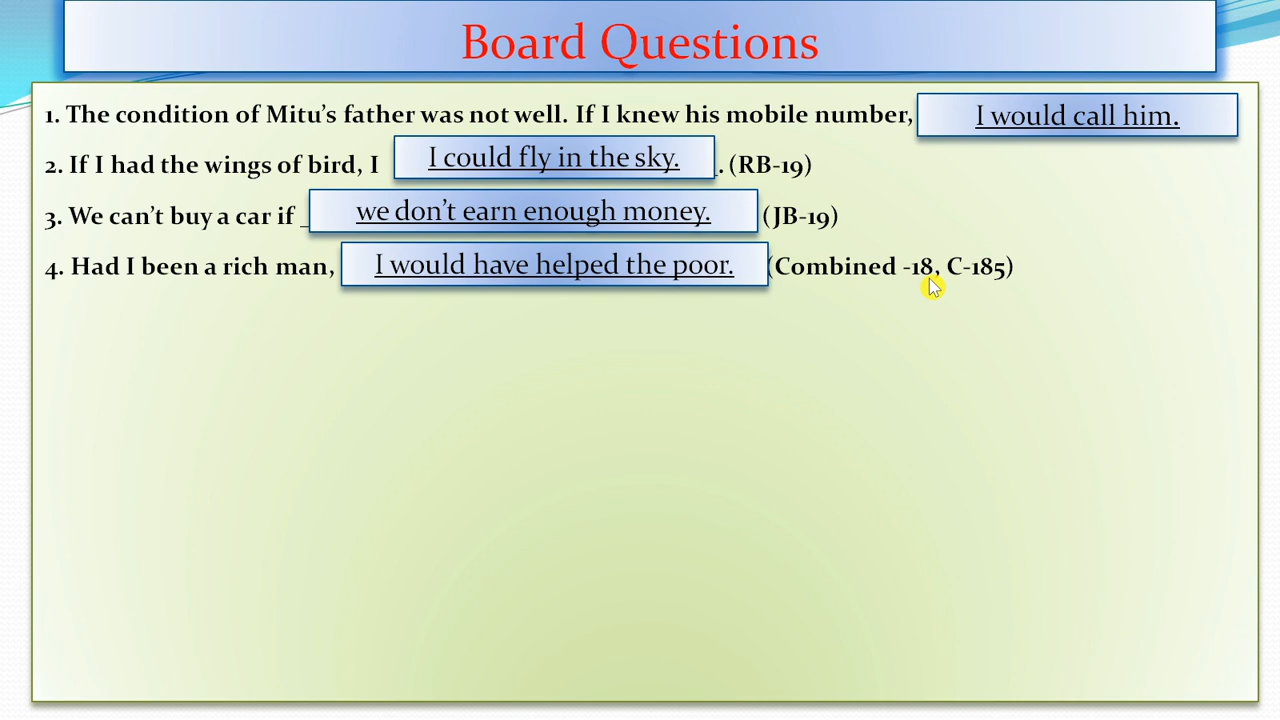 Board Questions
1. The condition of Mitu’s father was not well. If I knew his mobile number, I would call him.
2. If I had the wings of bird, I I could fly in the sky. . (RB-19)
3. We can’t buy a car if _ we don’t earn enough money. (JB-19)
4. Had I been a rich man, I would have helped the poor. (Combined -18, C-185)